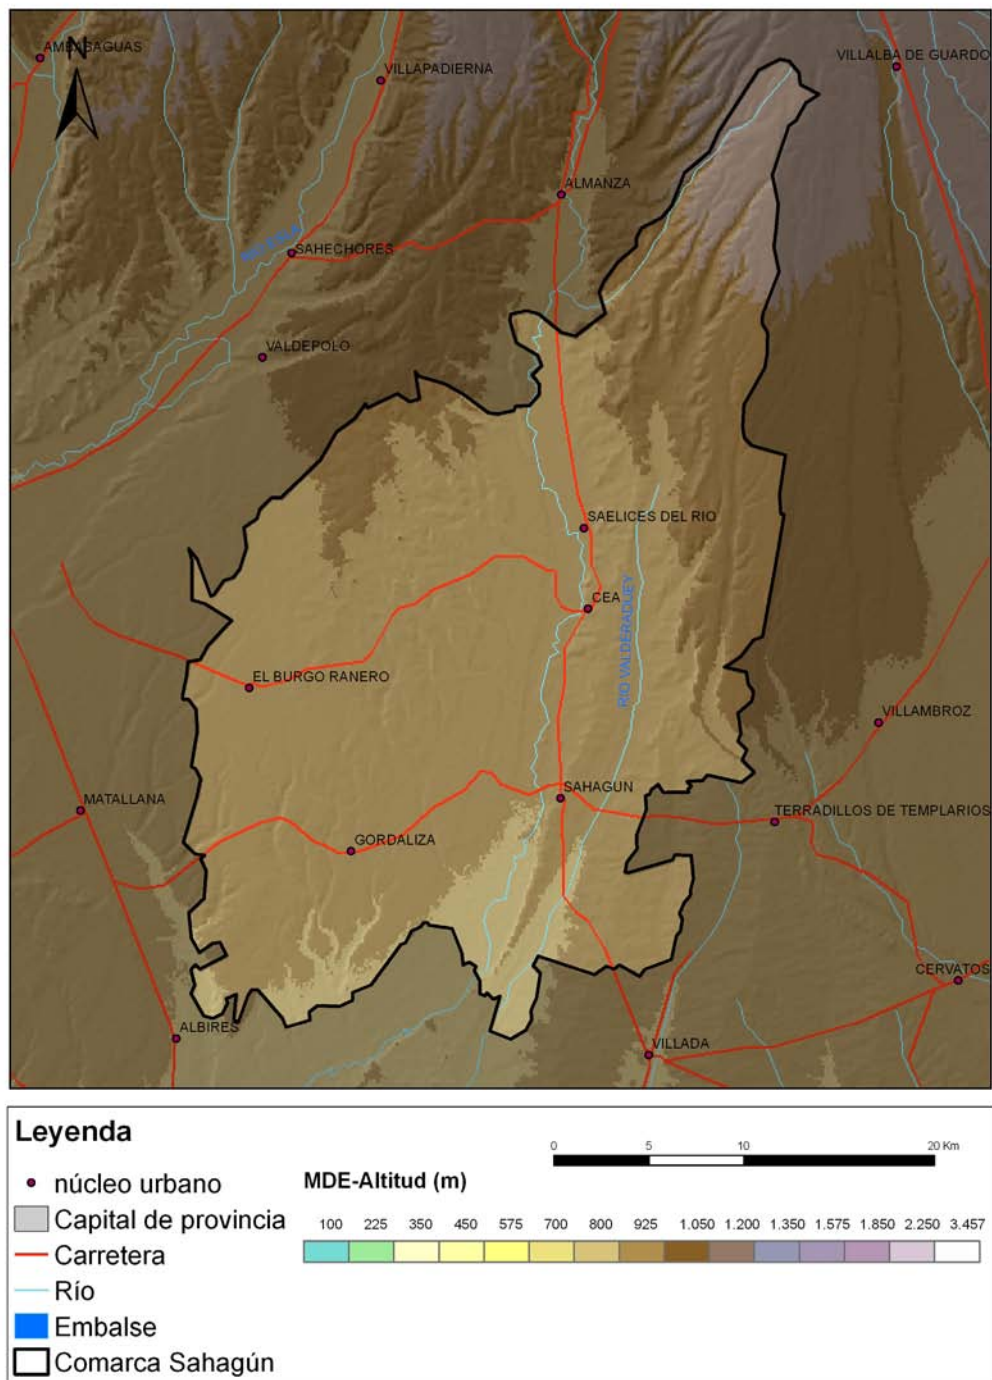 AMBASAGUAS
N
VILLAPADIERNA
VILLALBA DE GUARDO
ALMANZA
SAHECHORES
VALDEPOLO
SAELICES DEL RIO
CEA
RIO VALDERADUEY
EL BURGO RANERO
VILLAMBROZ
SAHAGUN
MATALLANA
TERRADILLOS DE TEMPLARIOS
GORDALIZA
CERVATOS
ALBIRES
VILLADA
Leyenda
núcleo urbano
Capital de provincia
Carretera
Río
Embalse
Comarca Sahagún
0 5 10 20 Km
MDE-Altitud (m)
100 225 350 450 575 700 800 925 1.050 1.200 1.350 1.575 1.850 2.250 3.457